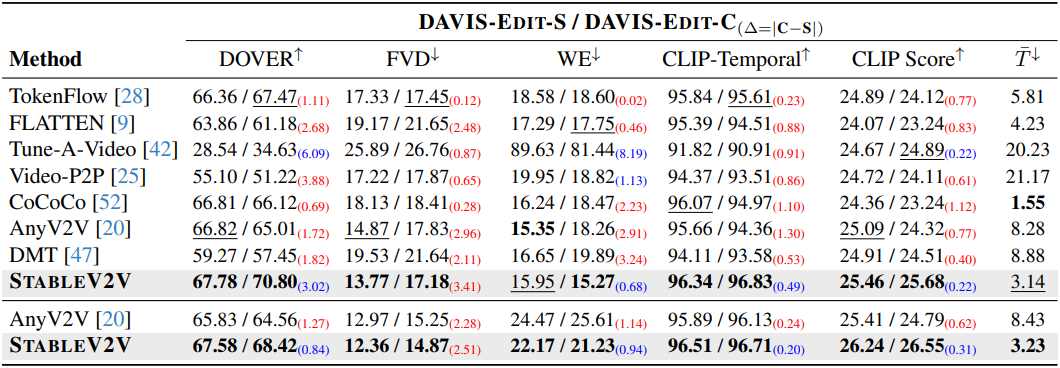 DAVIS-EDIT-S / DAVIS-EDIT-C(Δ=|C−S|)
Method DOVER↑ FVD↓ WE↓ CLIP-Temporal↑ CLIP Score↑ T̄↓
TokenFlow [28] 66.36 / 67.47(1.11) 17.33 / 17.45(0.12) 18.58 / 18.60(0.02) 95.84 / 95.61(0.23) 24.89 / 24.12(0.77) 5.81
FLATTEN [9] 63.86 / 61.18(2.68) 19.17 / 21.65(2.48) 17.29 / 17.75(0.46) 95.39 / 94.51(0.88) 24.07 / 23.24(0.83) 4.23
Tune-A-Video [42] 28.54 / 34.63(6.09) 25.89 / 26.76(0.87) 89.63 / 81.44(8.19) 91.82 / 90.91(0.91) 24.67 / 24.89(0.22) 20.23
Video-P2P [25] 55.10 / 51.22(3.88) 17.22 / 17.87(0.65) 19.95 / 18.82(1.13) 94.37 / 93.51(0.86) 24.72 / 24.11(0.61) 21.17
CoCoCo [52] 66.81 / 66.12(0.69) 18.13 / 18.41(0.28) 16.24 / 18.47(2.23) 96.07 / 94.97(1.10) 24.36 / 23.24(1.12) 1.55
AnyV2V [20] 66.82 / 65.01(1.72) 14.87 / 17.83(2.96) 15.35 / 18.26(2.91) 95.66 / 94.36(1.30) 25.09 / 24.32(0.77) 8.28
DMT [47] 59.27 / 57.45(1.82) 19.53 / 21.64(2.11) 16.65 / 19.89(3.24) 94.11 / 93.58(0.53) 24.91 / 24.51(0.40) 8.88
STABLEV2V 67.78 / 70.80(3.02) 13.77 / 17.18(3.41) 15.95 / 15.27(0.68) 96.34 / 96.83(0.49) 25.46 / 25.68(0.22) 3.14
AnyV2V [20] 65.83 / 64.56(1.27) 12.97 / 15.25(2.28) 24.47 / 25.61(1.14) 95.89 / 96.13(0.24) 25.41 / 24.79(0.62) 8.43
STABLEV2V 67.58 / 68.42(0.84) 12.36 / 14.87(2.51) 22.17 / 21.23(0.94) 96.51 / 96.71(0.20) 26.24 / 26.55(0.31) 3.23